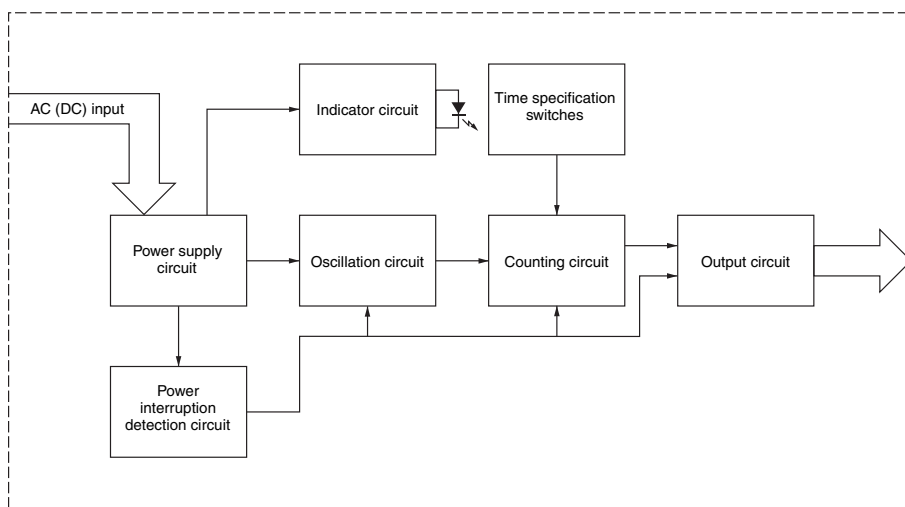 AC (DC) input
Indicator circuit
Time specification
switches
Power supply
circuit
Oscillation circuit
Counting circuit
Output circuit
Power
interruption
detection circuit